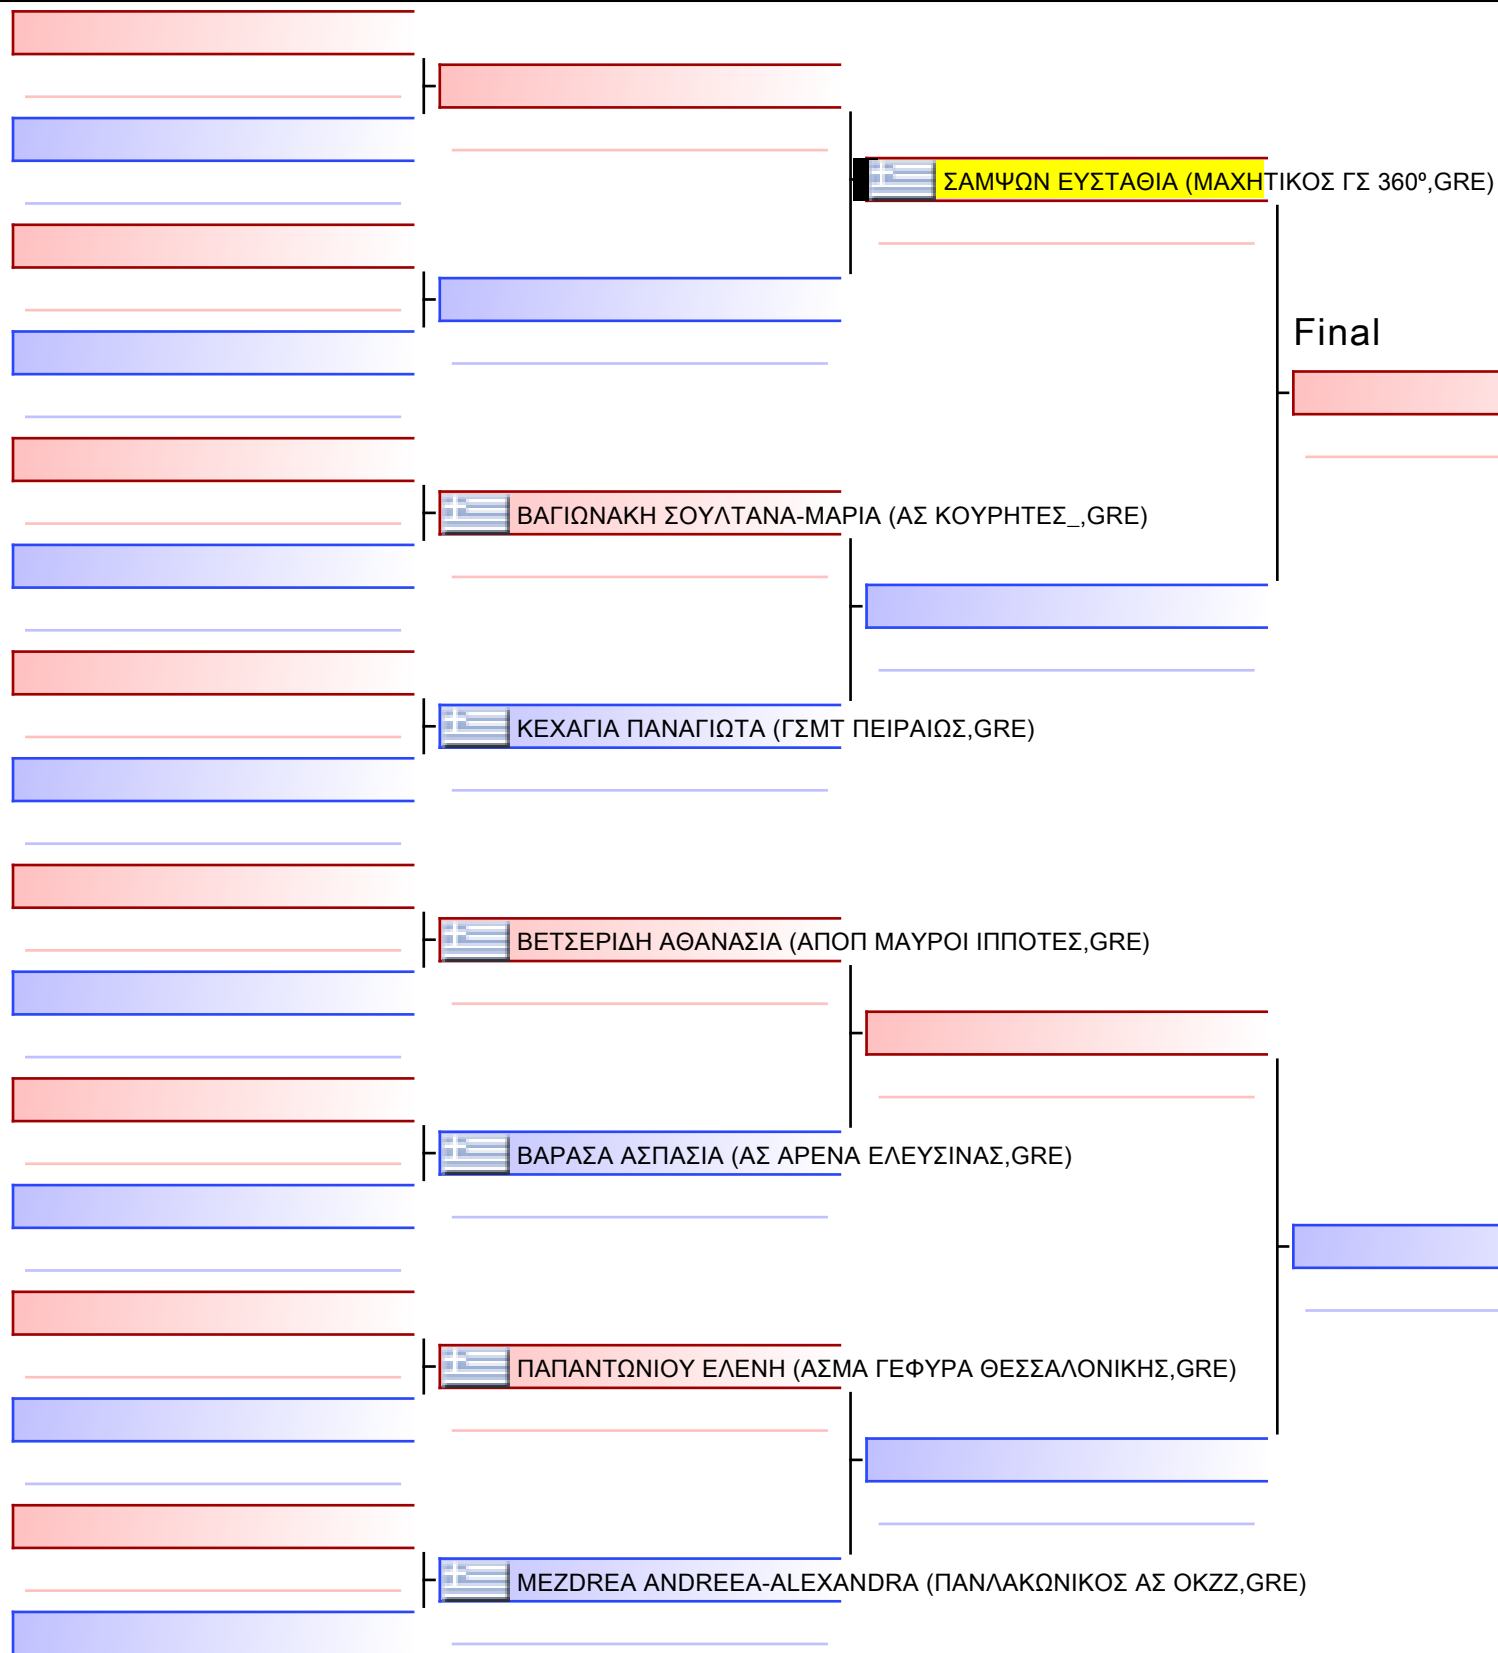 ΣΑΜΨΩΝ ΕΥΣΤΑΘΙΑ (ΜΑΧΗΤΙΚΟΣ ΓΣ 360º,GRE)
Final
ΒΑΓΙΩΝΑΚΗ ΣΟΥΛΤΑΝΑ-ΜΑΡΙΑ (ΑΣ ΚΟΥΡΗΤΕΣ_,GRE)
ΚΕΧΑΓΙΑ ΠΑΝΑΓΙΩΤΑ (ΓΣΜΤ ΠΕΙΡΑΙΩΣ,GRE)
ΒΕΤΣΕΡΙΔΗ ΑΘΑΝΑΣΙΑ (ΑΠΟΠ ΜΑΥΡΟΙ ΙΠΠΟΤΕΣ,GRE)
ΒΑΡΑΣΑ ΑΣΠΑΣΙΑ (ΑΣ ΑΡΕΝΑ ΕΛΕΥΣΙΝΑΣ,GRE)
ΠΑΠΑΝΤΩΝΙΟΥ ΕΛΕΝΗ (ΑΣΜΑ ΓΕΦΥΡΑ ΘΕΣΣΑΛΟΝΙΚΗΣ,GRE)
MEZDREA ANDREEA-ALEXANDRA (ΠΑΝΛΑΚΩΝΙΚΟΣ ΑΣ ΟΚΖΖ,GRE)